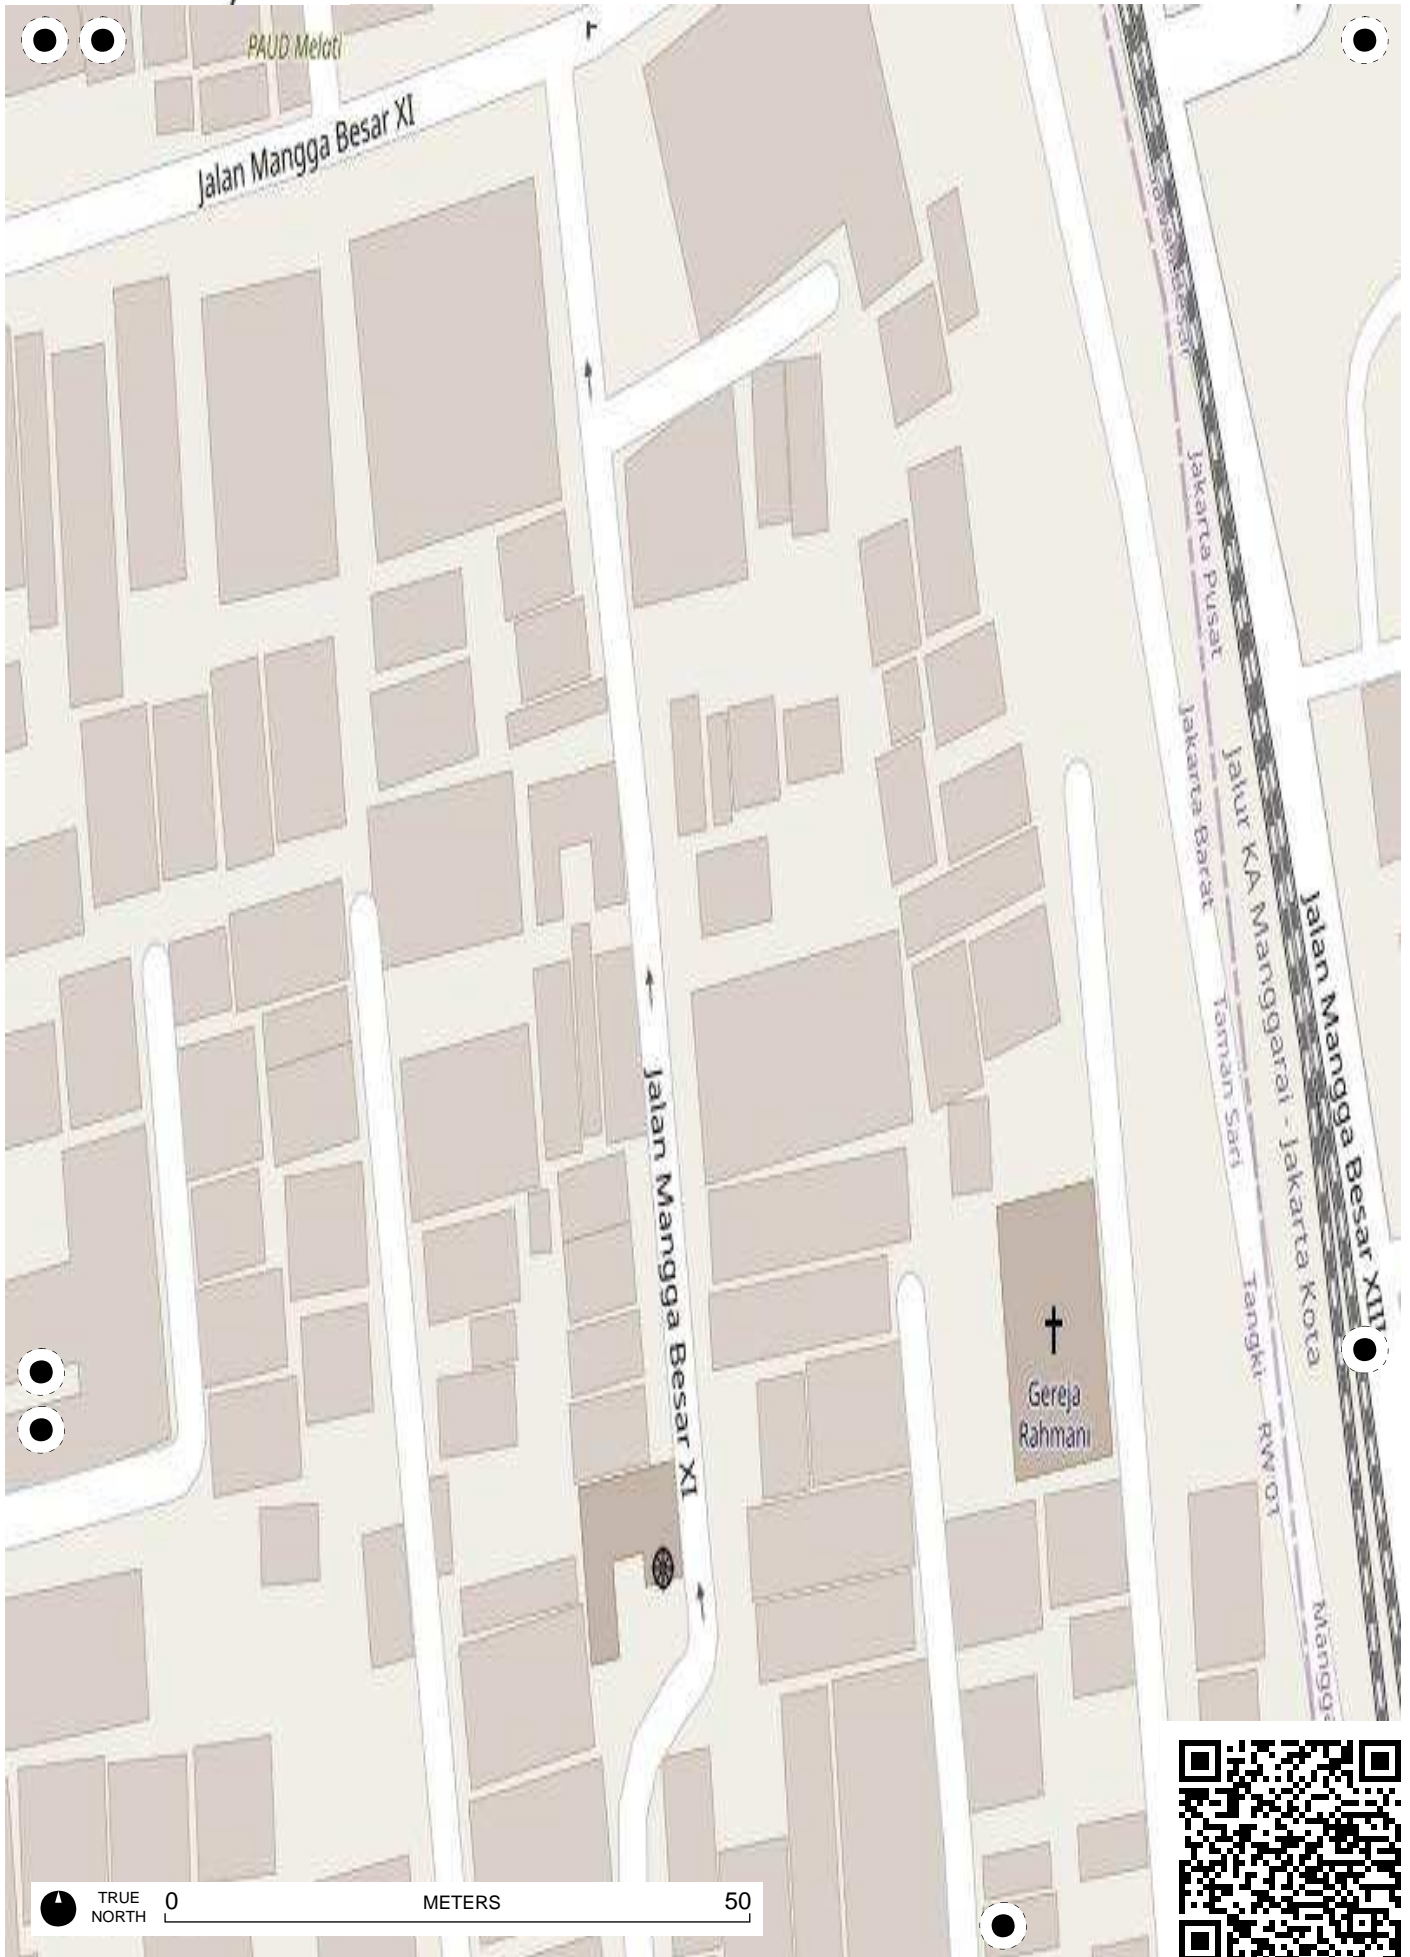 PAUD Melati
Jalan Mangga Besar XI
Jakarta Pusat
Jakarta Barat
Jalur KA Manggarai - Jakarta Kota
Jalan Mangga Besar XIII
Taman Sari
Jalan Mangga Besar XI
Tangki
RW 01
Gereja
Rahmani
TRUE
NORTH
0
METERS
50